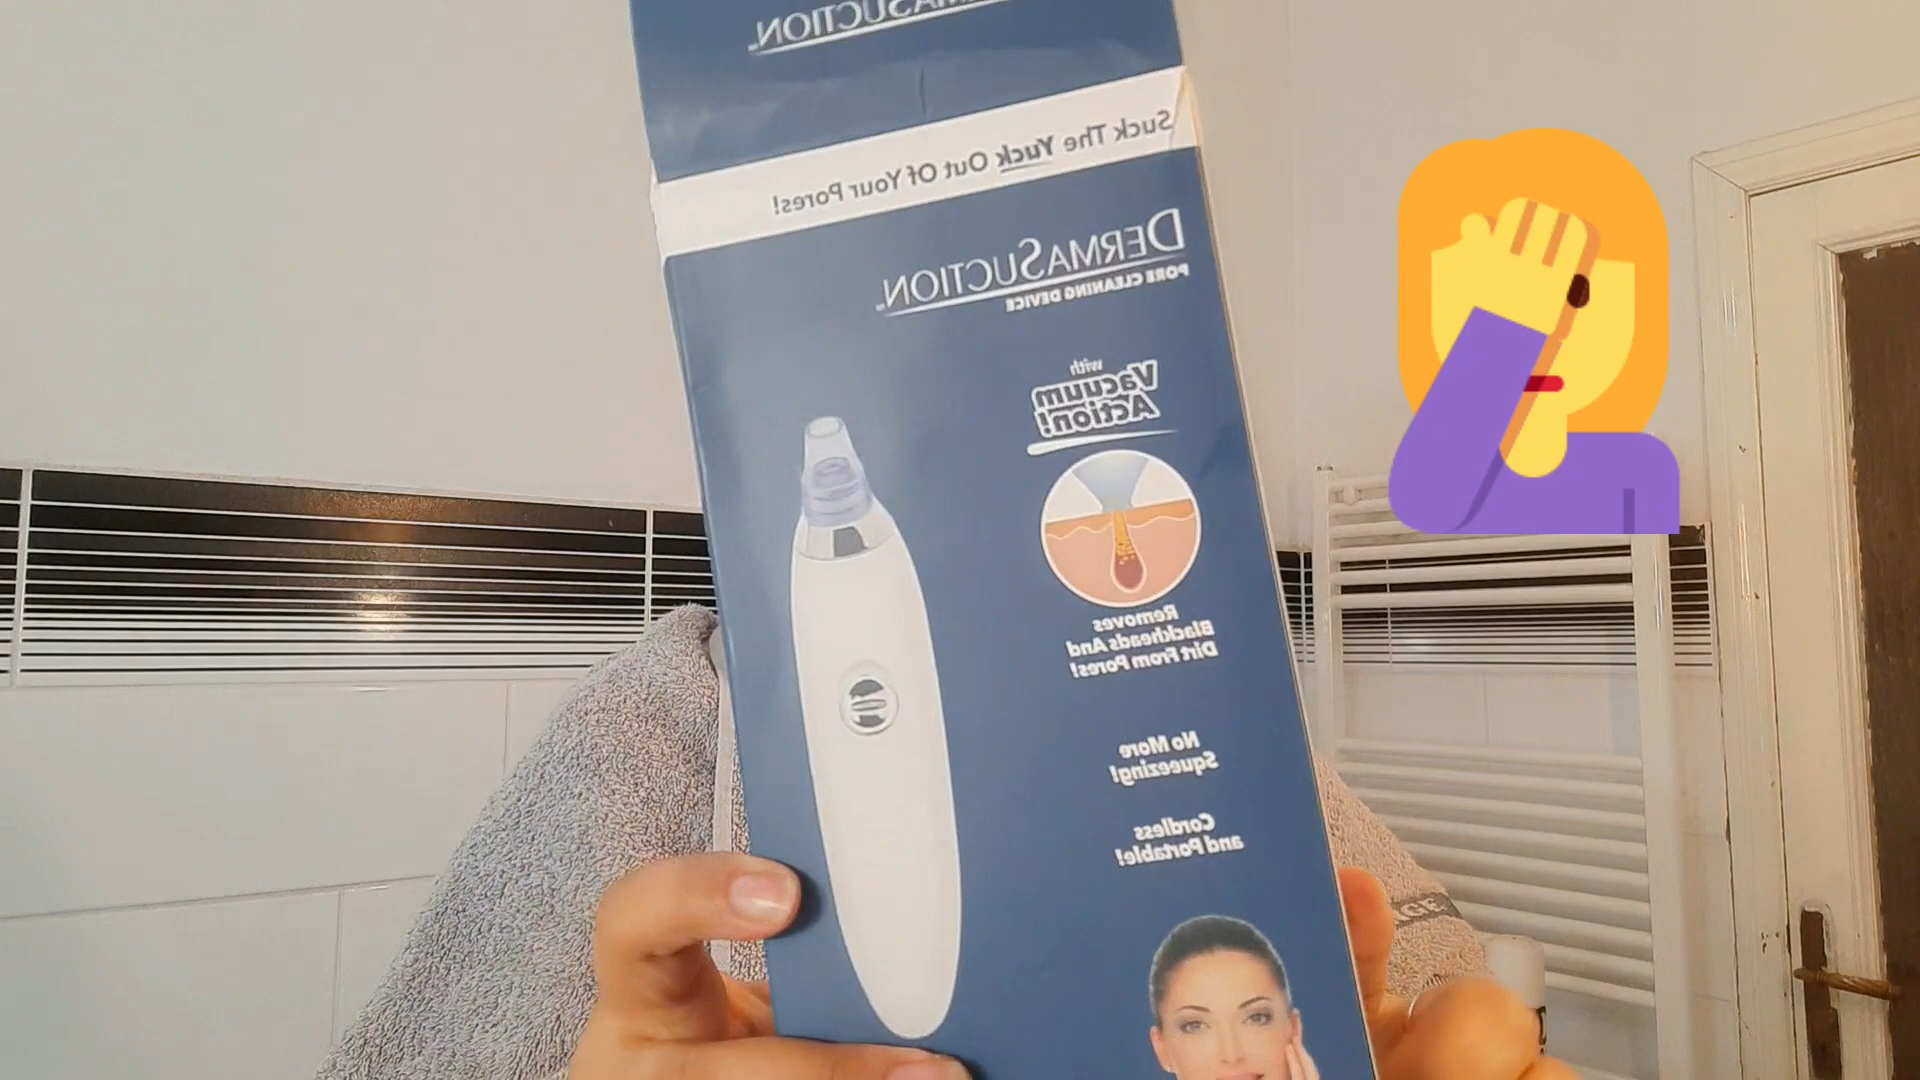 DERMASUCTION
Suck The Yuck Out Of Your Pores!
DERMASUCTION™
PORE CLEANING DEVICE
with
Vacuum
Action!
Removes
Blackheads And
Dirt From Pores!
No More
Squeezing!
Cordless
and Portable!